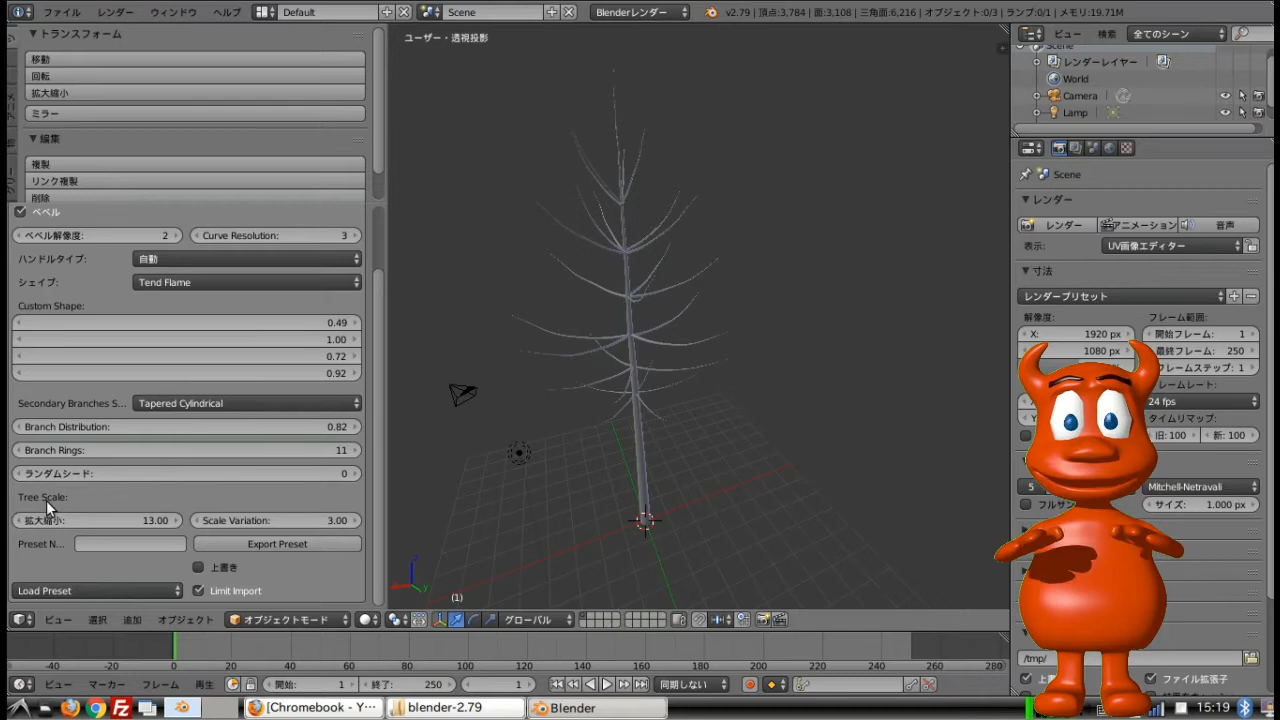 ファイル レンダー ウィンドウ ヘルプ Default Scene Blenderレンダー v2.79 | 頂点:3,784 | 面:3,108 | 三角面:6,216 | オブジェクト:0/3 | ランプ:0/1 | メモリ:19.71M
▼トランスフォーム
移動
回転
拡大縮小
ミラー
▼編集
複製
リンク複製
削除
ベベル
ベベル解像度: 2 Curve Resolution: 3
ハンドルタイプ: 自動
シェイプ: Tend Flame
Custom Shape:
0.49
1.00
0.72
0.92
Secondary Branches S... Tapered Cylindrical
Branch Distribution: 0.82
Branch Rings: 11
ランダムシード: 0
Tree Scale:
拡大縮小: 13.00 Scale Variation: 3.00
Preset N... Export Preset
上書き
Load Preset Limit Import
ユーザー・透視投影
(1)
ビュー 選択 追加 オブジェクト オブジェクトモード グローバル
ビュー 検索 全てのシーン
Scene
レンダーレイヤー
World
Camera
Lamp
Scene
▼レンダー
レンダー アニメーション 音声
表示: UV画像エディター
▼寸法
レンダープリセット
解像度: フレーム範囲:
X: 1920 px 開始フレーム: 1
1080 px 最終フレーム: 250
フレームステップ: 1
フレームレート:
24 fps
タイムリマップ:
旧: 100 新: 100
5 Mitchell-Netravali
フルサン サイズ: 1.000 px
/tmp/
上 ファイル拡張子
-40 -20 0 20 40 60 80 100 120 140 160 180 200 220 240 260 280
ビュー マーカー フレーム 再生 開始: 1 終了: 250 1 同期しない
[Chromebook - Y... blender-2.79 Blender 15:19